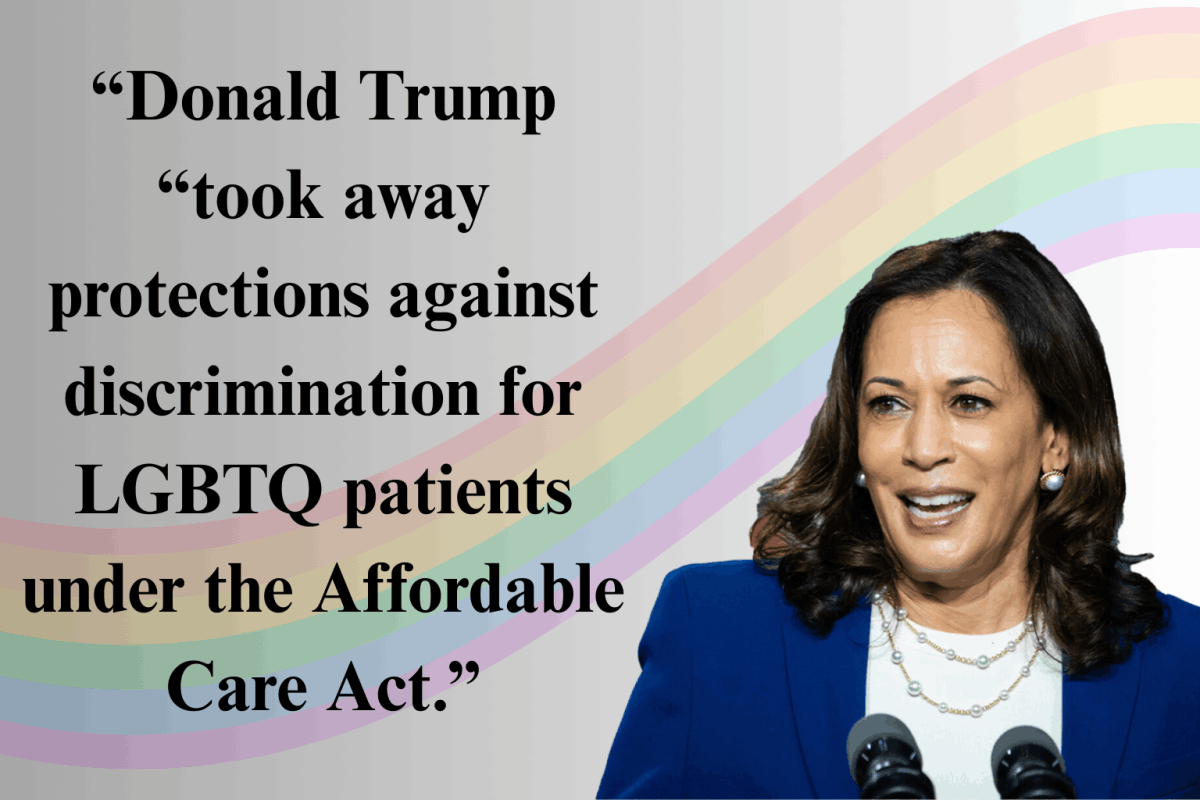 “Donald Trump
“took away
protections against
discrimination for
LGBTQ patients
under the Affordable
Care Act.”